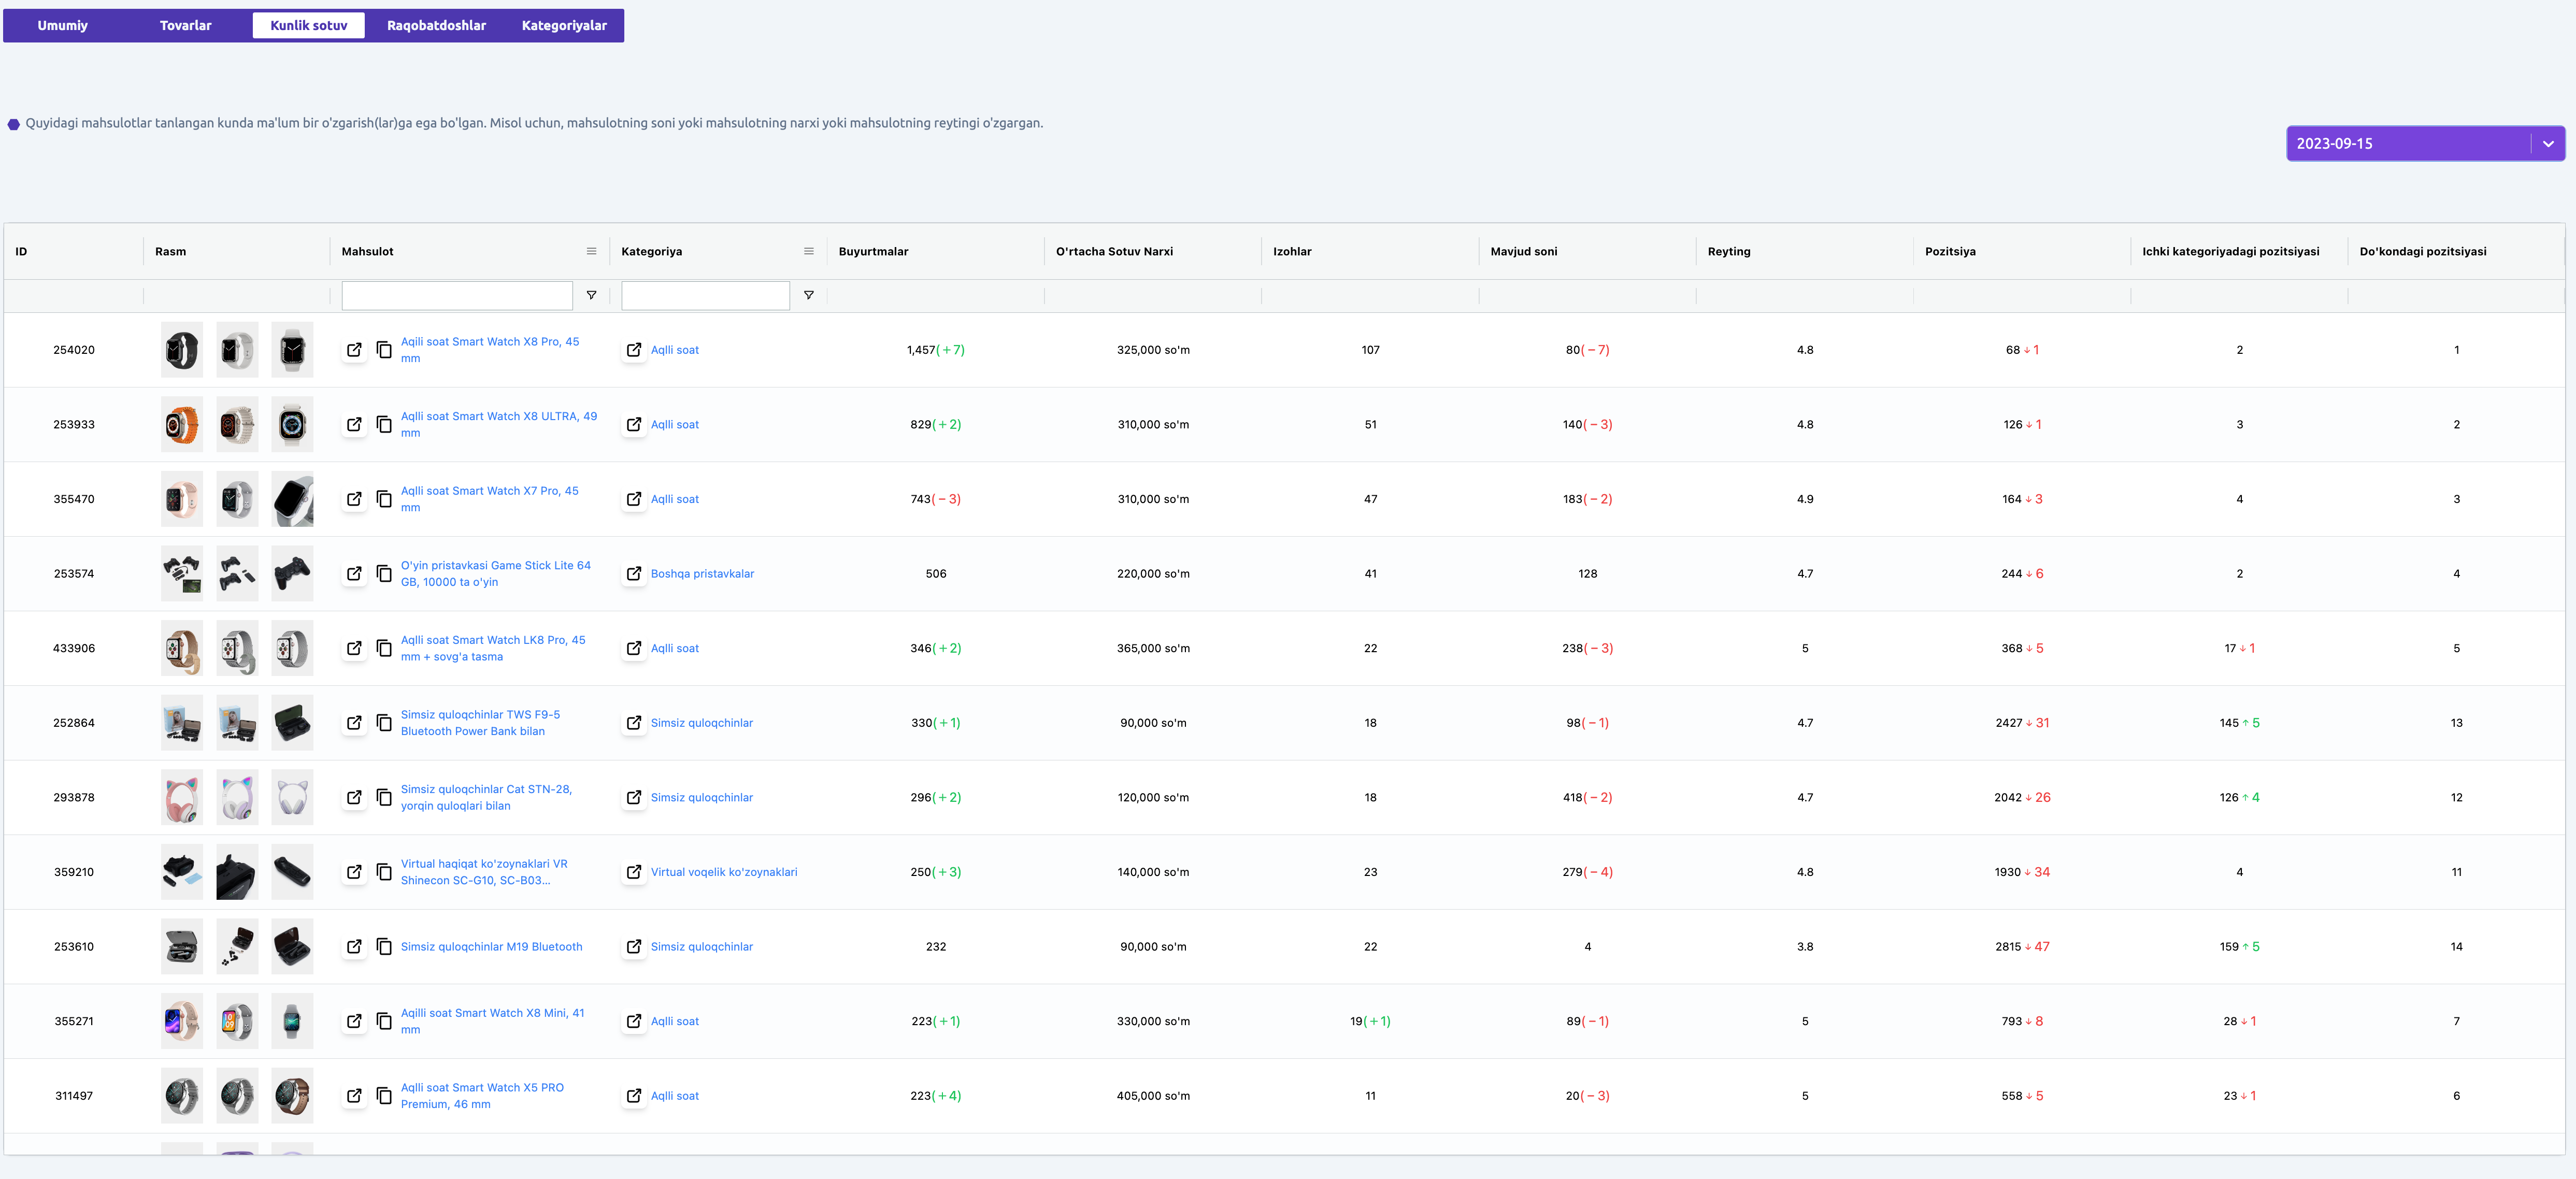 Umumiy Tovarlar Kunlik sotuv Raqobatdoshlar Kategoriyalar
Quyidagi mahsulotlar tanlangan kunda ma'lum bir o'zgarish(lar)ga ega bo'lgan. Misol uchun, mahsulotning soni yoki mahsulotning narxi yoki mahsulotning reytingi o'zgargan.
2023-09-15
ID Rasm Mahsulot Kategoriya Buyurtmalar O'rtacha Sotuv Narxi Izohlar Mavjud soni Reyting Pozitsiya Ichki kategoriyadagi pozitsiyasi Do'kondagi pozitsiyasi
254020 Aqili soat Smart Watch X8 Pro, 45
mm Aqlli soat 1,457(+7) 325,000 so'm 107 80(−7) 4.8 68 ↓ 1 2 1
253933 Aqlli soat Smart Watch X8 ULTRA, 49
mm Aqlli soat 829(+2) 310,000 so'm 51 140(−3) 4.8 126 ↓ 1 3 2
355470 Aqlli soat Smart Watch X7 Pro, 45
mm Aqlli soat 743(−3) 310,000 so'm 47 183(−2) 4.9 164 ↓ 3 4 3
253574 O'yin pristavkasi Game Stick Lite 64
GB, 10000 ta o'yin Boshqa pristavkalar 506 220,000 so'm 41 128 4.7 244 ↓ 6 2 4
433906 Aqlli soat Smart Watch LK8 Pro, 45
mm + sovg'a tasma Aqlli soat 346(+2) 365,000 so'm 22 238(−3) 5 368 ↓ 5 17 ↓ 1 5
252864 Simsiz quloqchinlar TWS F9-5
Bluetooth Power Bank bilan Simsiz quloqchinlar 330(+1) 90,000 so'm 18 98(−1) 4.7 2427 ↓ 31 145 ↑ 5 13
293878 Simsiz quloqchinlar Cat STN-28,
yorqin quloqlari bilan Simsiz quloqchinlar 296(+2) 120,000 so'm 18 418(−2) 4.7 2042 ↓ 26 126 ↑ 4 12
359210 Virtual haqiqat ko'zoynaklari VR
Shinecon SC-G10, SC-B03... Virtual voqelik ko'zoynaklari 250(+3) 140,000 so'm 23 279(−4) 4.8 1930 ↓ 34 4 11
253610 Simsiz quloqchinlar M19 Bluetooth Simsiz quloqchinlar 232 90,000 so'm 22 4 3.8 2815 ↓ 47 159 ↑ 5 14
355271 Aqilli soat Smart Watch X8 Mini, 41
mm Aqlli soat 223(+1) 330,000 so'm 19(+1) 89(−1) 5 793 ↓ 8 28 ↓ 1 7
311497 Aqlli soat Smart Watch X5 PRO
Premium, 46 mm Aqlli soat 223(+4) 405,000 so'm 11 20(−3) 5 558 ↓ 5 23 ↓ 1 6